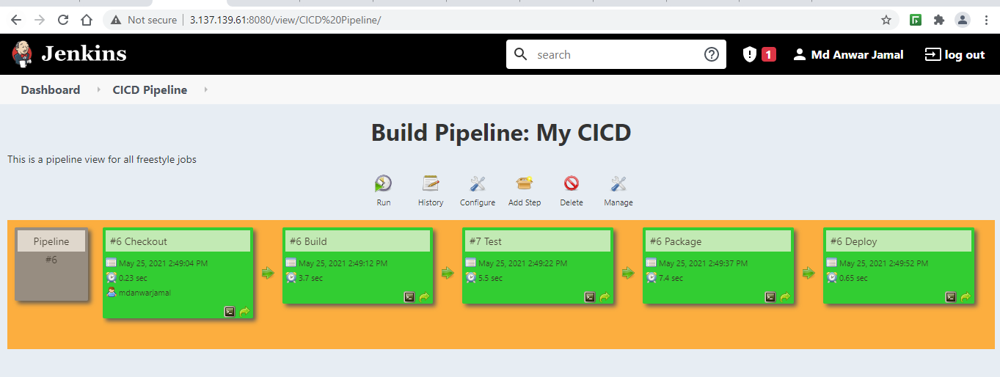 Not secure | 3.137.139.61:8080/view/CICD%20Pipeline/
Jenkins
search
1
Md Anwar Jamal
log out
Dashboard
CICD Pipeline
Build Pipeline: My CICD
This is a pipeline view for all freestyle jobs
Run
History
Configure
Add Step
Delete
Manage
Pipeline
#6
#6 Checkout
May 25, 2021 2:49:04 PM
0.23 sec
mdanwarjamal
#6 Build
May 25, 2021 2:49:12 PM
3.7 sec
#7 Test
May 25, 2021 2:49:22 PM
5.5 sec
#6 Package
May 25, 2021 2:49:37 PM
7.4 sec
#6 Deploy
May 25, 2021 2:49:52 PM
0.65 sec